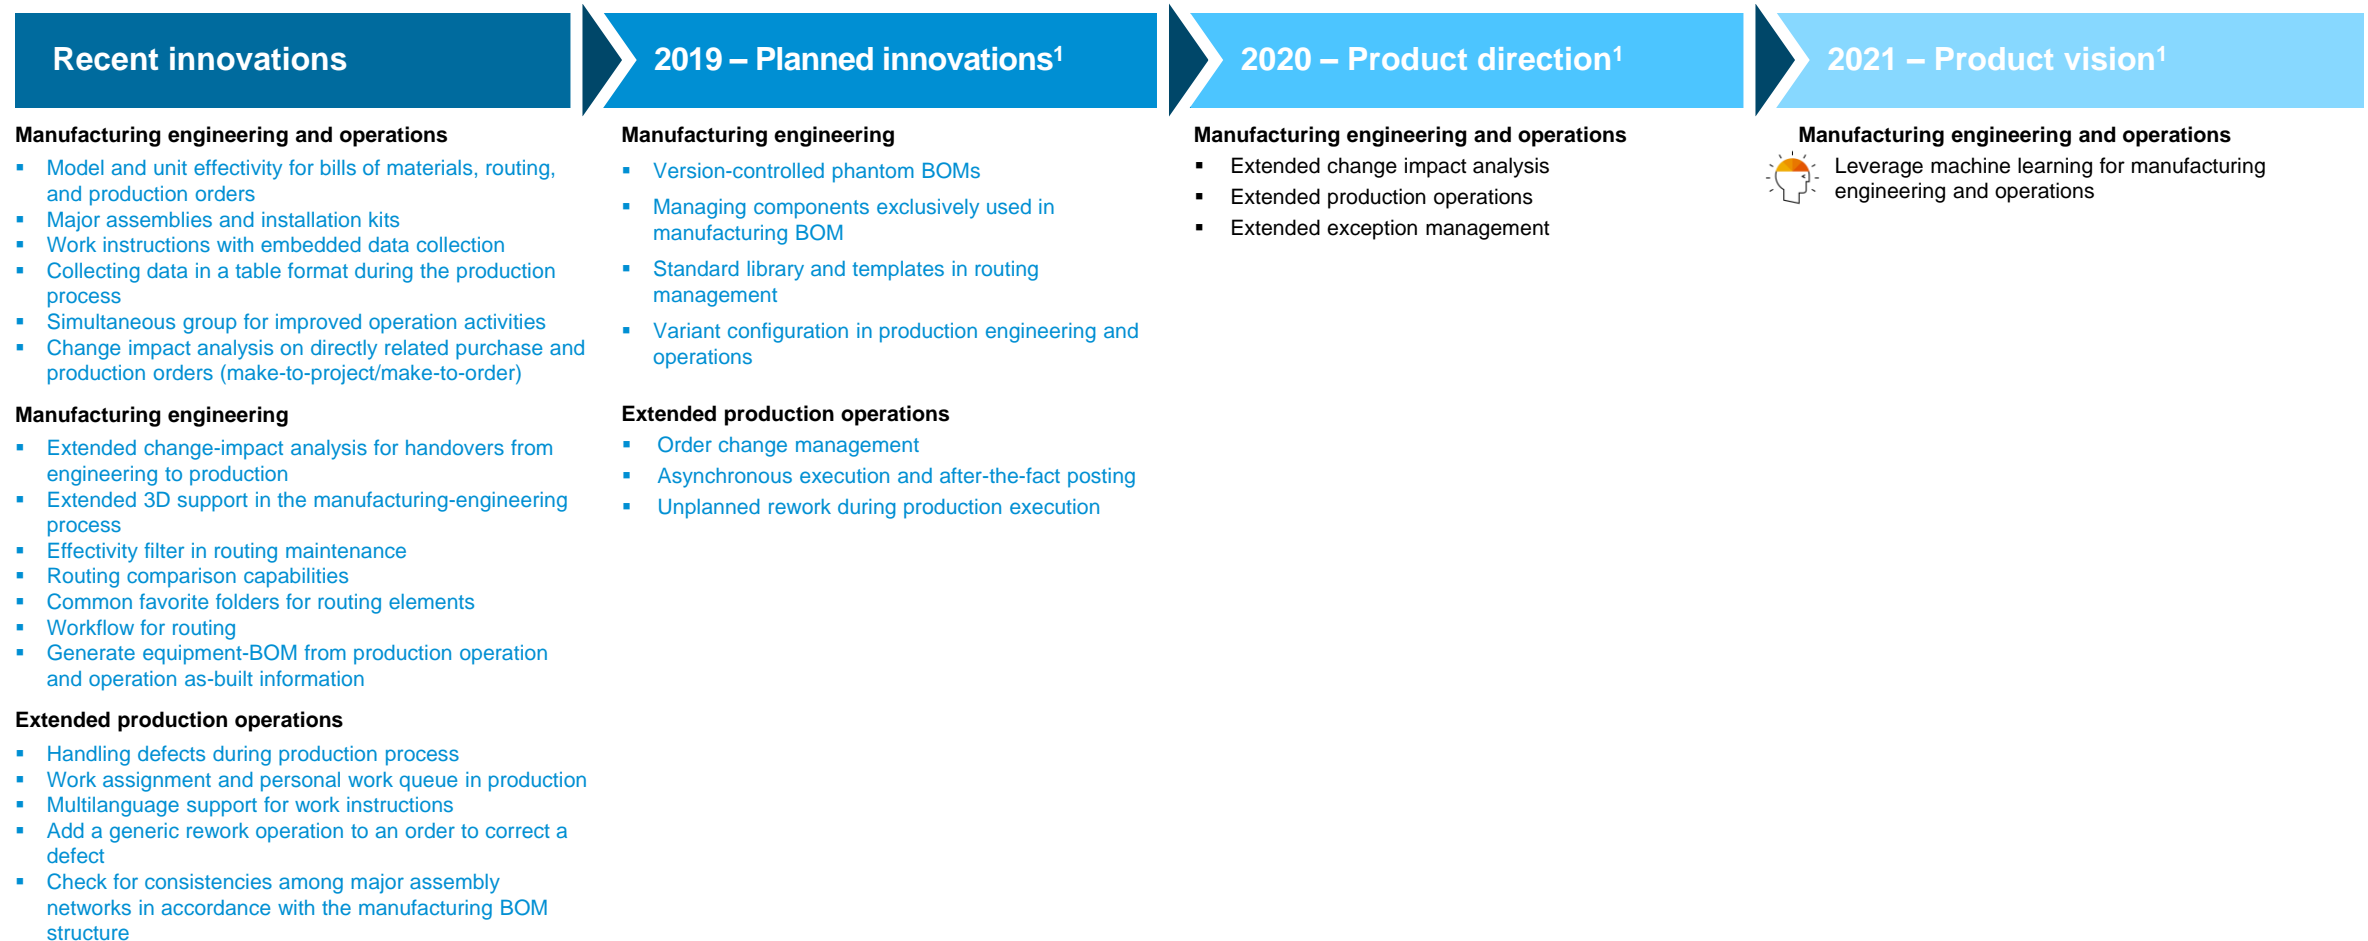 Recent innovations
Manufacturing engineering and operations
▪ Model and unit effectivity for bills of materials, routing,
and production orders
▪ Major assemblies and installation kits
▪ Work instructions with embedded data collection
▪ Collecting data in a table format during the production
process
▪ Simultaneous group for improved operation activities
▪ Change impact analysis on directly related purchase and
production orders (make-to-project/make-to-order)
Manufacturing engineering
▪ Extended change-impact analysis for handovers from
engineering to production
▪ Extended 3D support in the manufacturing-engineering
process
▪ Effectivity filter in routing maintenance
▪ Routing comparison capabilities
▪ Common favorite folders for routing elements
▪ Workflow for routing
▪ Generate equipment-BOM from production operation
and operation as-built information
Extended production operations
▪ Handling defects during production process
▪ Work assignment and personal work queue in production
▪ Multilanguage support for work instructions
▪ Add a generic rework operation to an order to correct a
defect
▪ Check for consistencies among major assembly
networks in accordance with the manufacturing BOM
structure
2019 – Planned innovations¹
Manufacturing engineering
▪ Version-controlled phantom BOMs
▪ Managing components exclusively used in
manufacturing BOM
▪ Standard library and templates in routing
management
▪ Variant configuration in production engineering and
operations
Extended production operations
▪ Order change management
▪ Asynchronous execution and after-the-fact posting
▪ Unplanned rework during production execution
2020 – Product direction¹
Manufacturing engineering and operations
▪ Extended change impact analysis
▪ Extended production operations
▪ Extended exception management
2021 – Product vision¹
Manufacturing engineering and operations
Leverage machine learning for manufacturing
engineering and operations